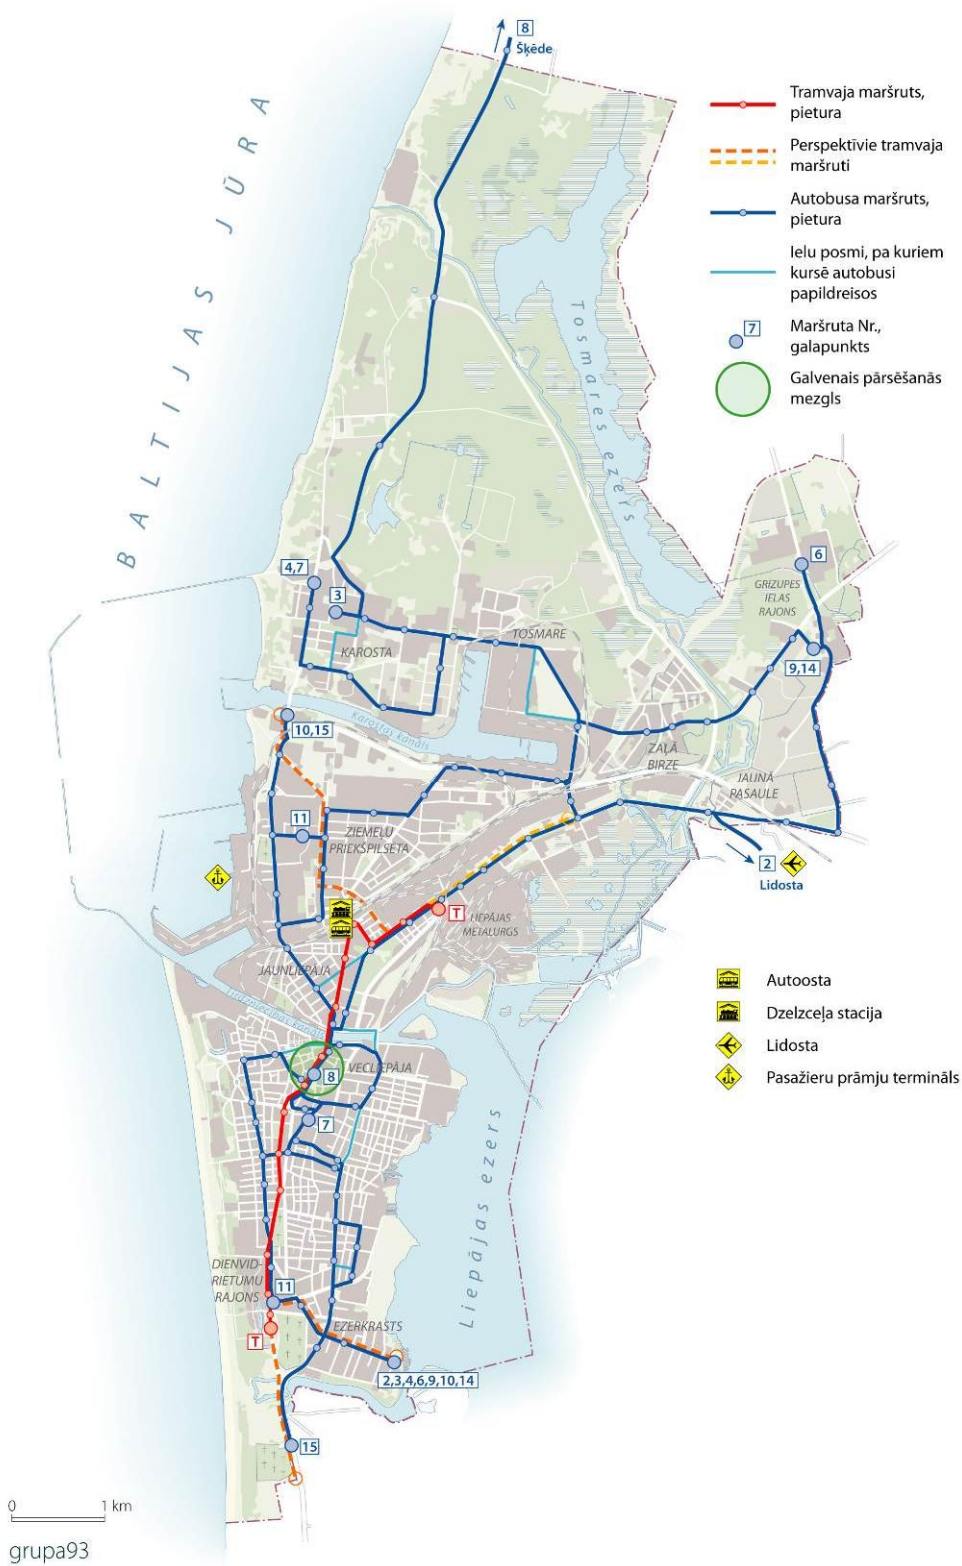 8
Šķēde
BALTIJAS JŪRA
Tramvaja maršruts,
pietura
Perspektīvie tramvaja
maršruti
Autobusa maršruts,
pietura
Ielu posmi, pa kuriem
kursē autobusi
papildreisos
7
Maršruta Nr.,
galapunkts
Galvenais pārsēšanās
mezgls
Tosmares ezers
6
GRĪZUPES
IELAS
RAJONS
4,7
3
TOSMARE
KAROSTA
9,14
10,15
Karostas kanāls
ZAĻĀ
BIRZE
JAUNĀ
PASAULE
11
ZIEMEĻU
PRIEKŠPILSĒTA
2
Lidosta
T
LIEPĀJAS
METALURGS
JAUNLIEPĀJA
Tirdzniecības kanāls
VECLIEPĀJA
8
7
Autoosta
Dzelzceļa stacija
Lidosta
Pasažieru prāmju terminàls
Liepājas ezers
DIENVID-
RIETUMU
RAJONS
11
EZERKRASTS
T
2,3,4,6,9,10,14
15
0 1 km
grupa93